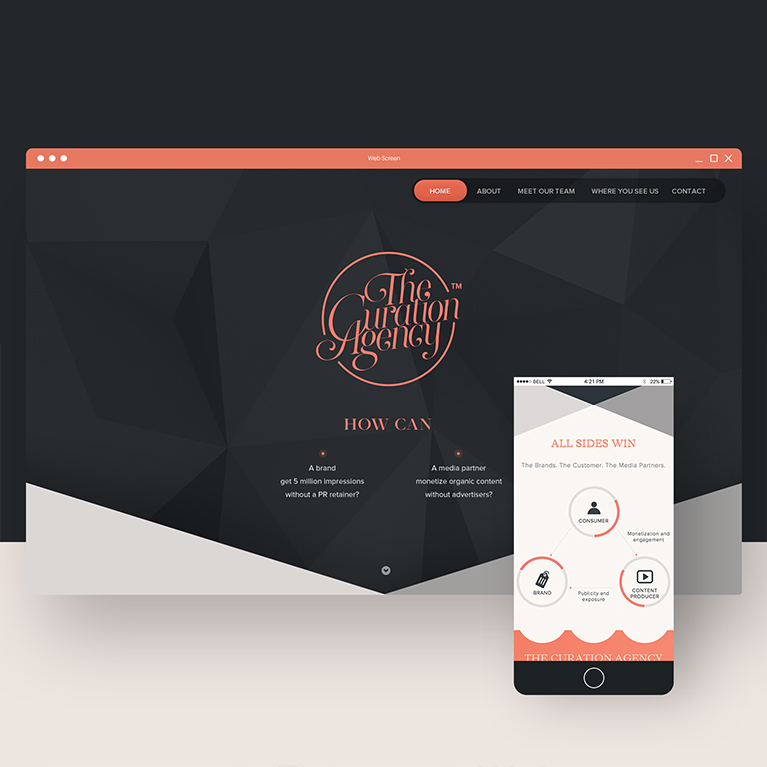 Web Screen
HOME ABOUT MEET OUR TEAM WHERE YOU SEE US CONTACT
The
Curation
Agency
TM
HOW CAN
A brand
get 5 million impressions
without a PR retainer?
A media partner
monetize organic content
without advertisers?
BELL 4:21 PM 22%
ALL SIDES WIN
The Brands. The Customer. The Media Partners.
CONSUMER
Monetization and
engagement
BRAND
Publicity and
exposure
CONTENT
PRODUCER
THE CURATION AGENCY